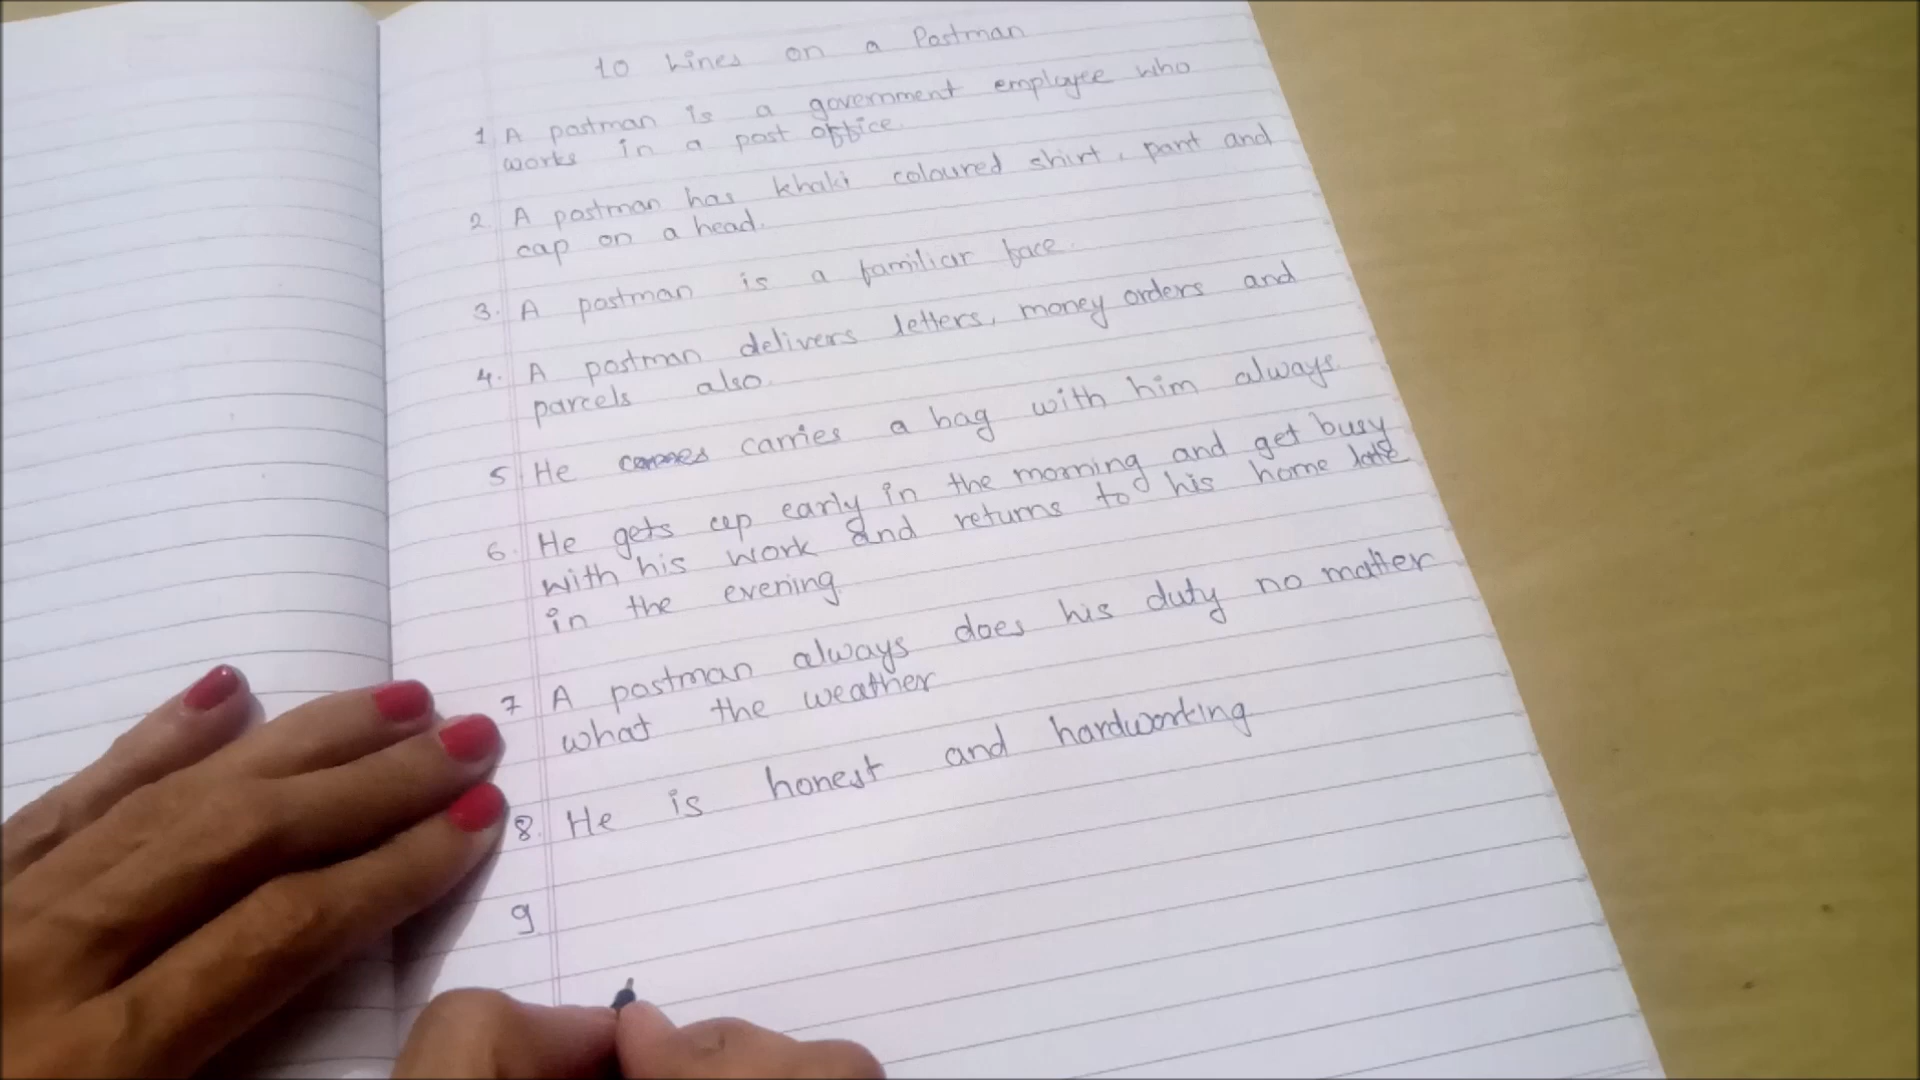 10 Lines on a Postman
1 A postman is a government employee who
works in a post office.
2. A postman has khaki coloured shirt, pant and
cap on a head.
3. A postman is a familiar face.
4. A postman delivers letters, money orders and
parcels also.
5 He carries a bag with him always.
6. He gets up early in the morning and get busy
with his work and returns to his home late
in the evening.
7 A postman always does his duty no matter
what the weather
8. He is honest and hardworking
9